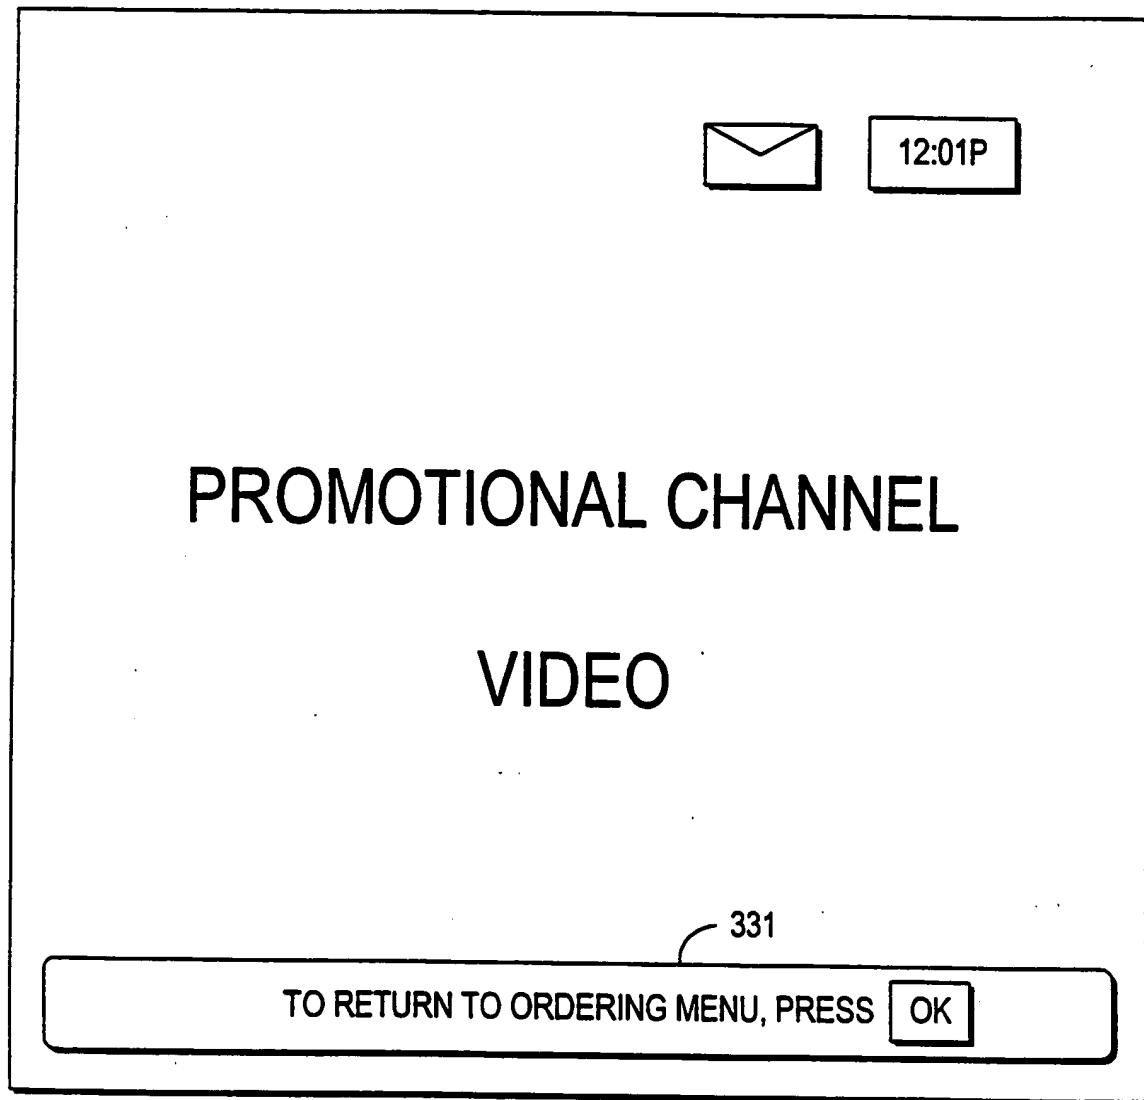 12:01P
PROMOTIONAL CHANNEL
VIDEO
331
TO RETURN TO ORDERING MENU, PRESS OK